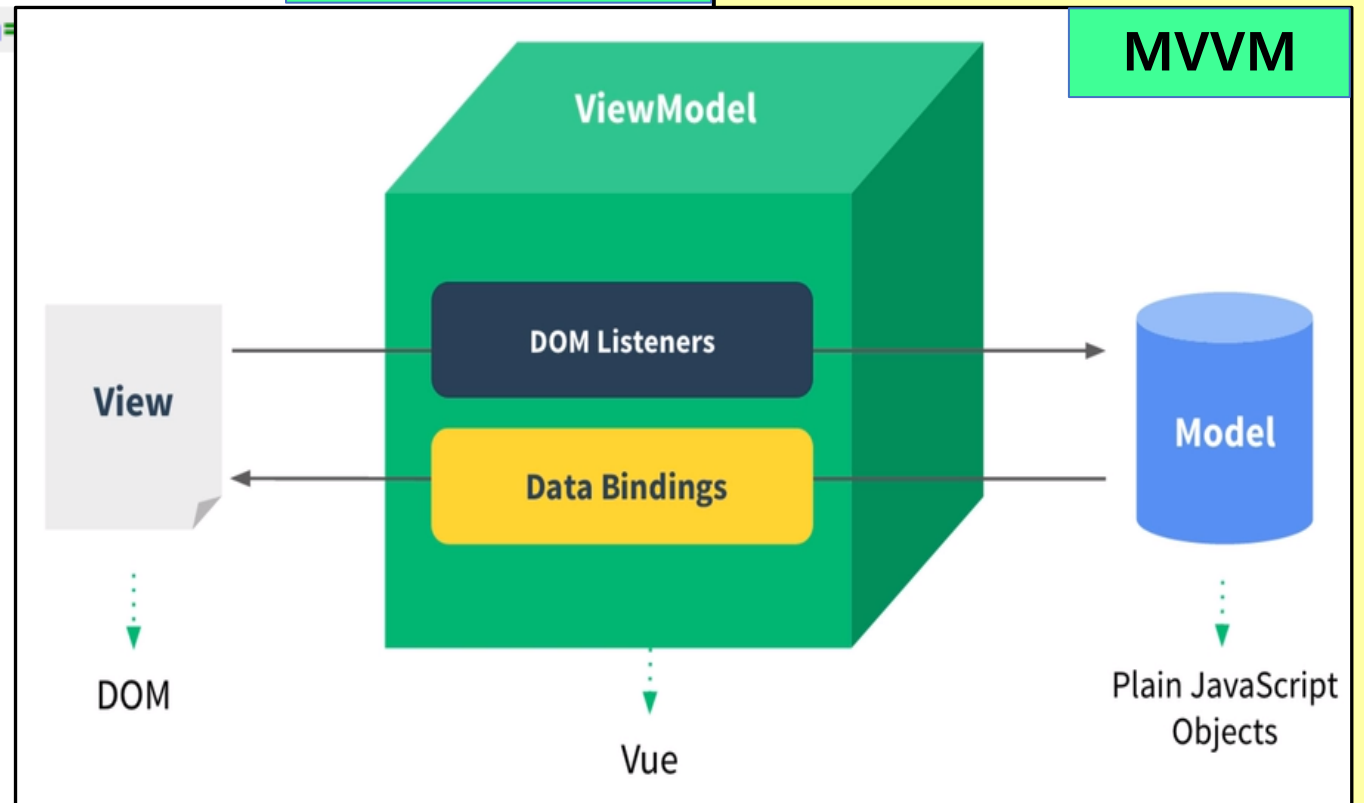 MVVM
ViewModel
DOM Listeners
View
Model
Data Bindings
DOM
Plain JavaScript
Objects
Vue